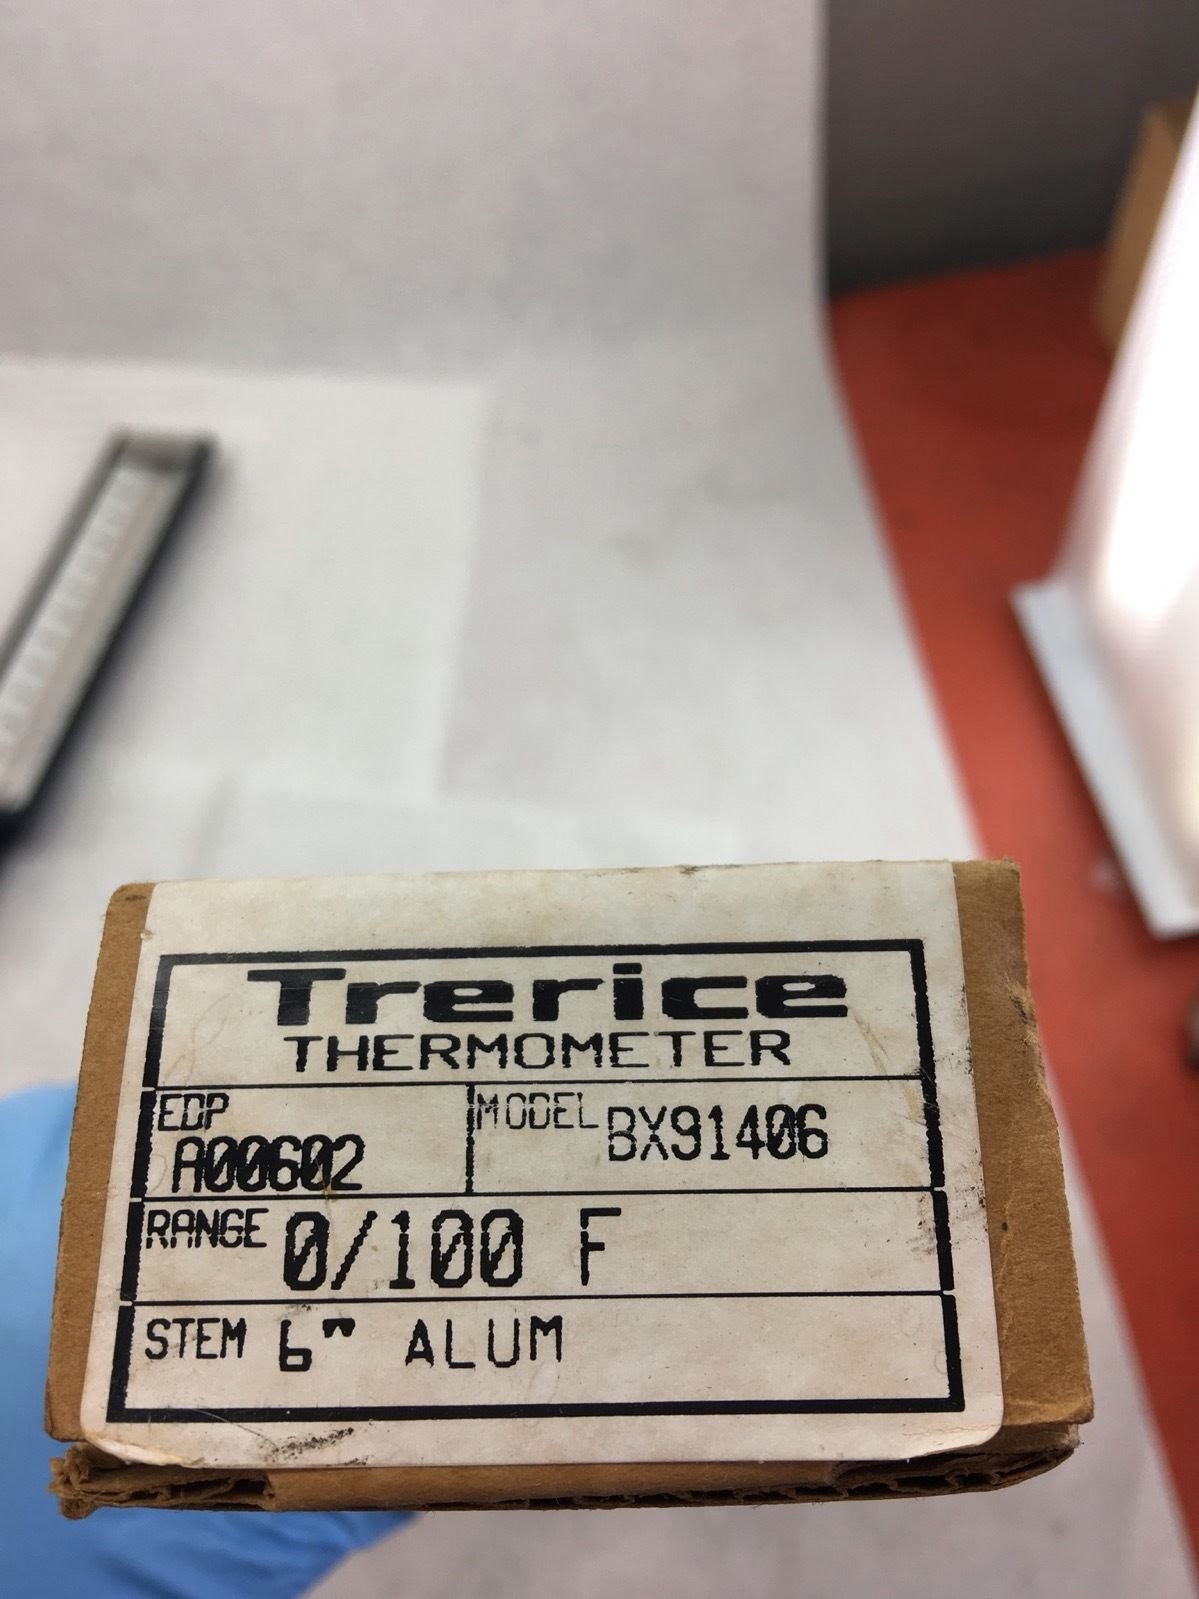 Trerice
THERMOMETER
EDP
A00602
MODEL BX91406
RANGE 0/100 F
STEM 6" ALUM